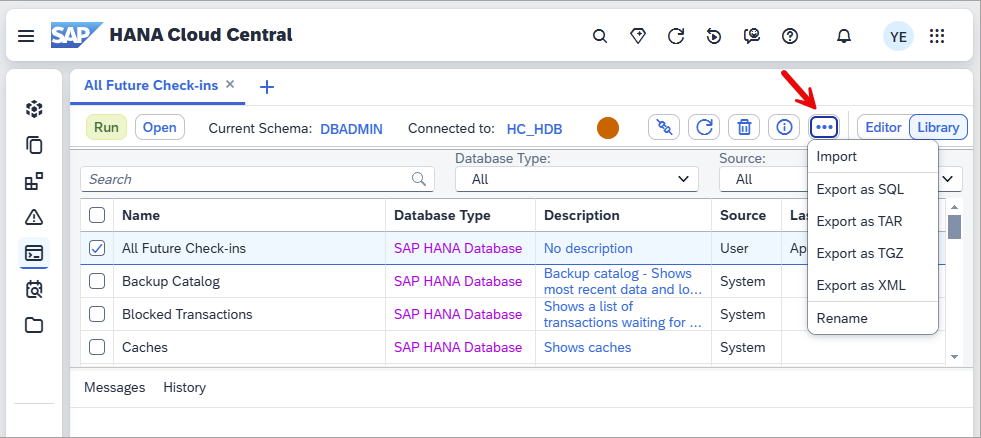 SAP HANA Cloud Central
YE
All Future Check-ins
Run Open Current Schema: DBADMIN Connected to: HC_HDB Editor Library
Database Type: Source:
Search All All
Name Database Type Description Source
All Future Check-ins SAP HANA Database No description User
Backup Catalog SAP HANA Database Backup catalog - Shows
most recent data and lo... System
Blocked Transactions SAP HANA Database Shows a list of
transactions waiting for ... System
Caches SAP HANA Database Shows caches System
Import
Export as SQL
Export as TAR
Export as TGZ
Export as XML
Rename
Messages History